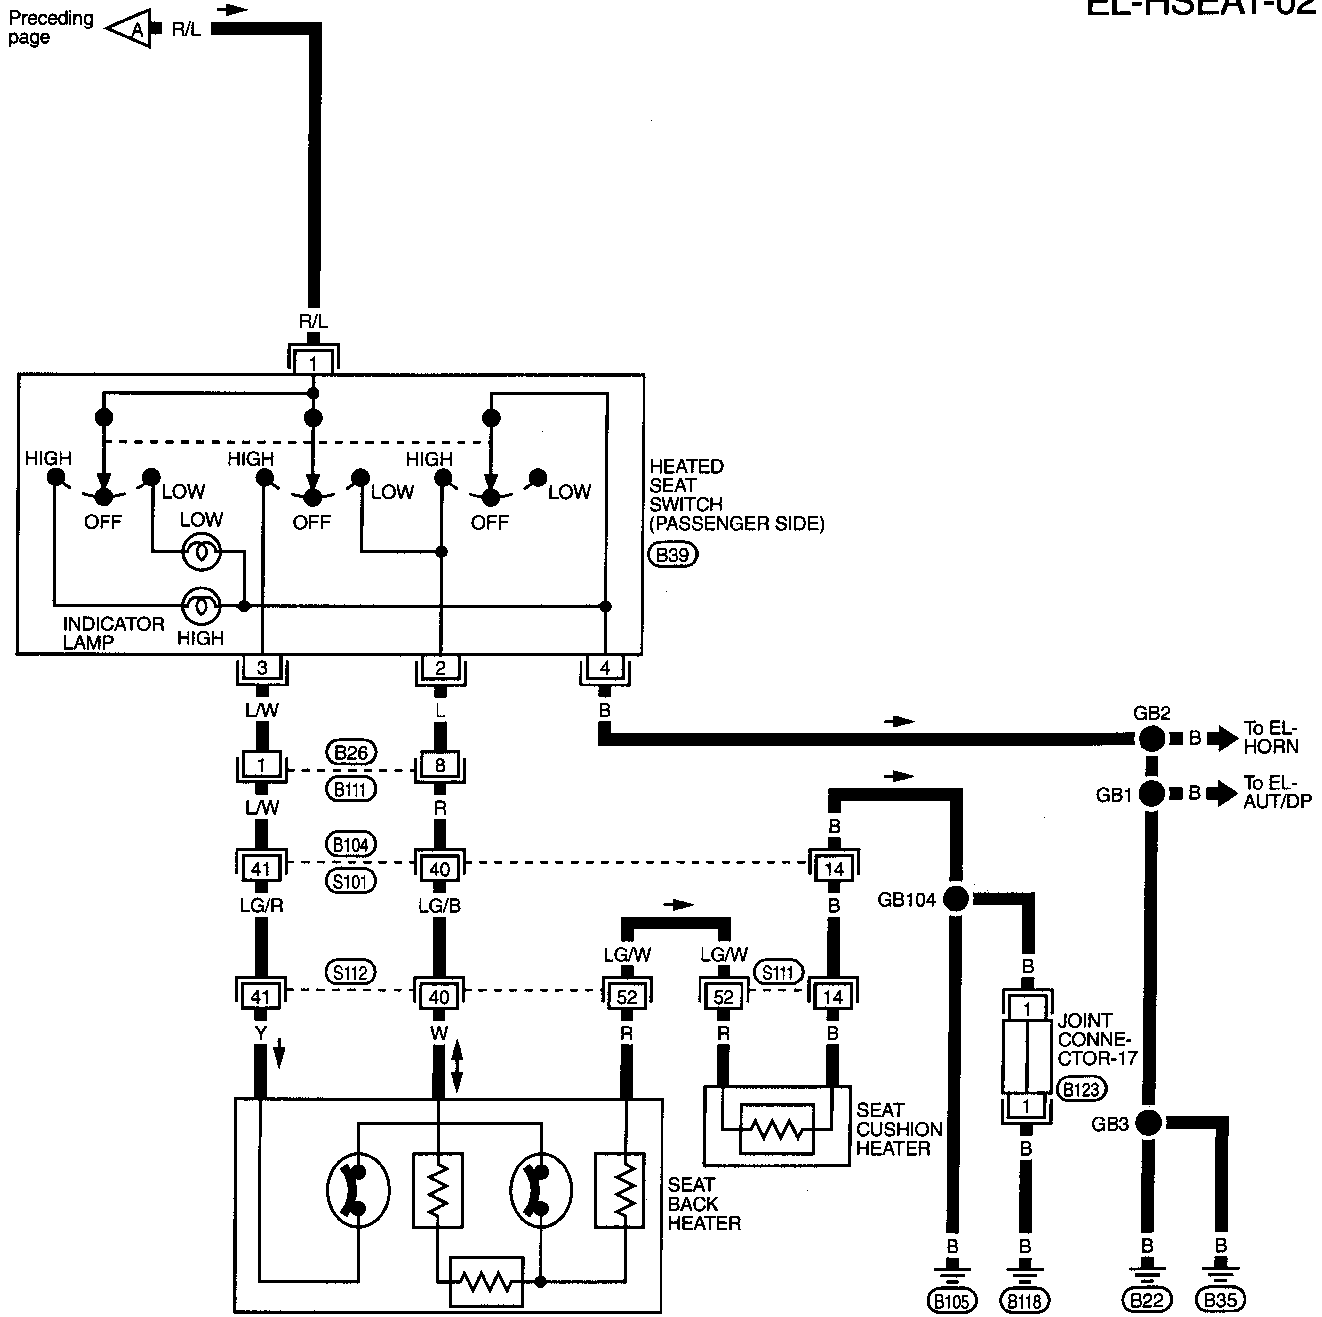 EL-HSEAT-02
Preceding
page
A
R/L
R/L
1
HIGH
LOW
OFF
HIGH
LOW
OFF
HIGH
LOW
OFF
LOW
HIGH
INDICATOR
LAMP
HEATED
SEAT
SWITCH
(PASSENGER SIDE)
B39
3
2
4
L/W
L
B
GB2
B
To EL-
HORN
1
B26
B111
8
GB1
B
To EL-
AUT/DP
L/W
R
B
41
B104
S101
40
14
LG/R
LG/B
B
GB104
LG/W
LG/W
B
41
S112
40
52
52
S111
14
1
JOINT
CONNE-
CTOR-17
B123
1
Y
W
R
R
B
SEAT
CUSHION
HEATER
GB3
B
SEAT
BACK
HEATER
B
B
B
B
B105
B118
B22
B35